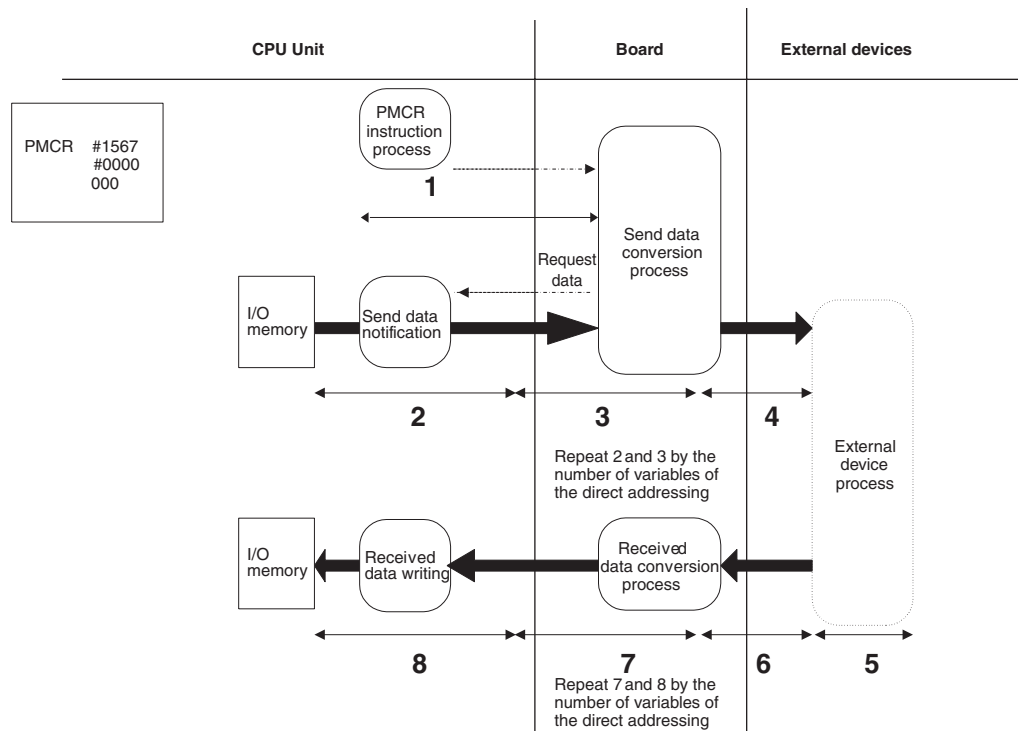 CPU Unit
Board
External devices
PMCR #1567
#0000
000
PMCR
instruction
process
1
Send data
conversion
process
Request
data
I/O
memory
Send data
notification
2
3
4
External
device
process
Repeat 2 and 3 by the
number of variables of
the direct addressing
I/O
memory
Received
data writing
Received
data conversion
process
8
7
6
5
Repeat 7 and 8 by the
number of variables of
the direct addressing